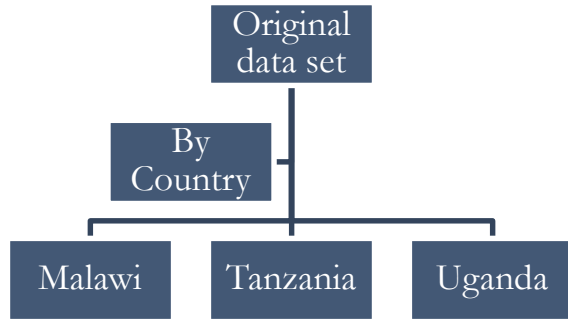 Original
data set
By
Country
Malawi
Tanzania
Uganda